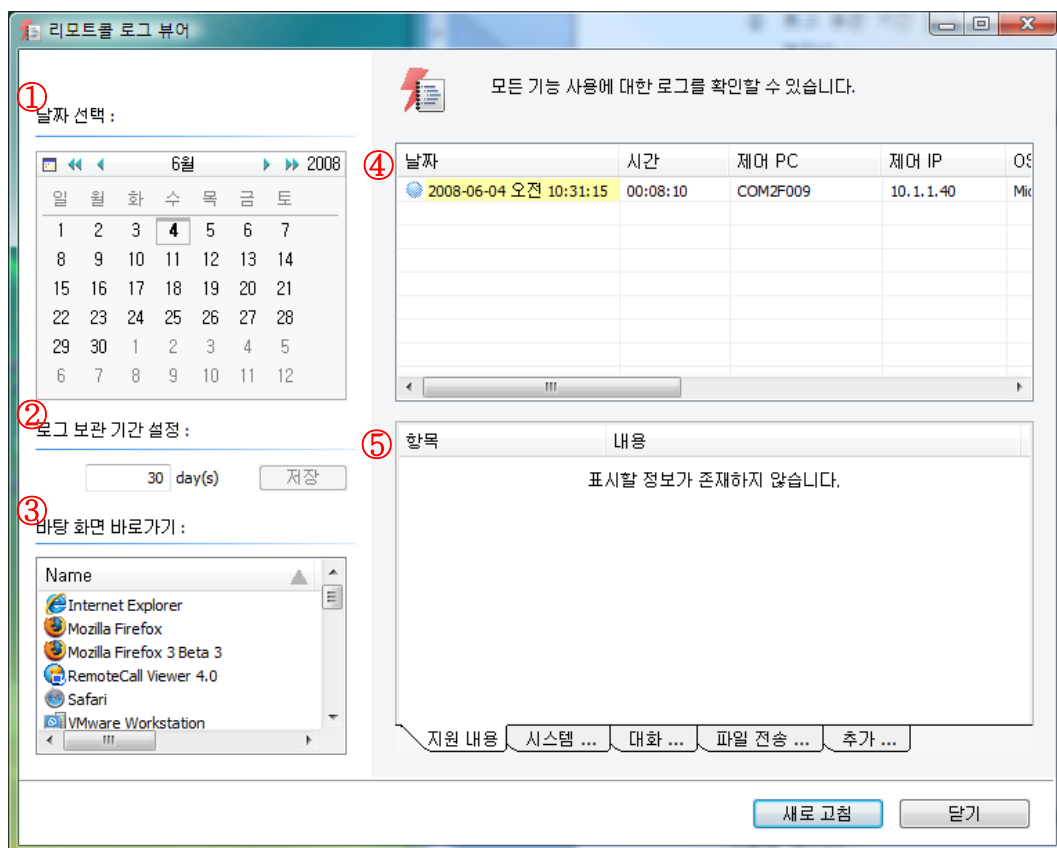 리모트콜 로그 뷰어
①
날짜 선택 :
6월 2008
일 월 화 수 목 금 토
1 2 3 4 5 6 7
8 9 10 11 12 13 14
15 16 17 18 19 20 21
22 23 24 25 26 27 28
29 30 1 2 3 4 5
6 7 8 9 10 11 12
②
로그 보관 기간 설정 :
30 day(s) 저장
③
바탕 화면 바로가기 :
Name
Internet Explorer
Mozilla Firefox
Mozilla Firefox 3 Beta 3
RemoteCall Viewer 4.0
Safari
VMware Workstation
모든 기능 사용에 대한 로그를 확인할 수 있습니다.
④
날짜 시간 제어 PC 제어 IP OS
2008-06-04 오전 10:31:15 00:08:10 COM2F009 10.1.1.40 Mic
⑤
항목 내용
표시할 정보가 존재하지 않습니다.
지원 내용 시스템 ... 대화 ... 파일 전송 ... 추가 ...
새로 고침 닫기